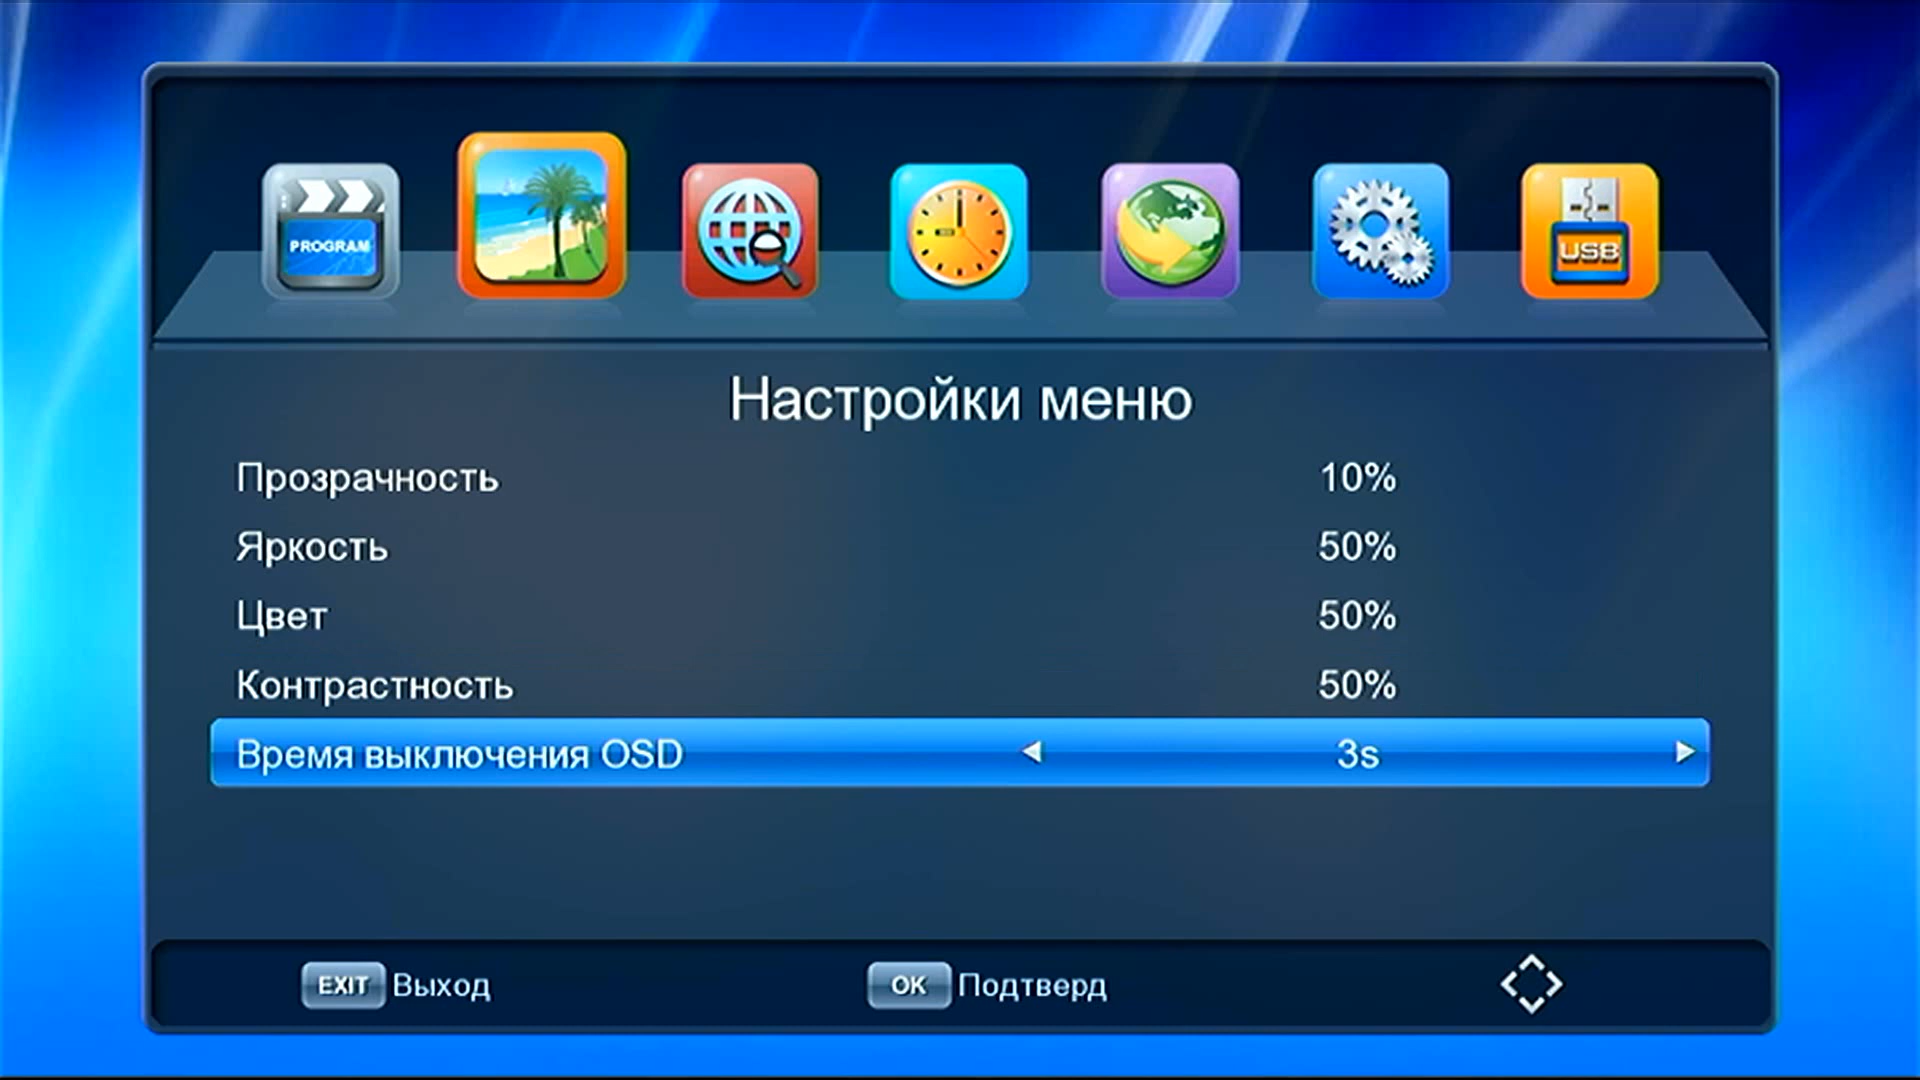 PROGRAM
USB
Настройки меню
Прозрачность 10%
Яркость 50%
Цвет 50%
Контрастность 50%
Время выключения OSD 3s
EXIT Выход OK Подтверд